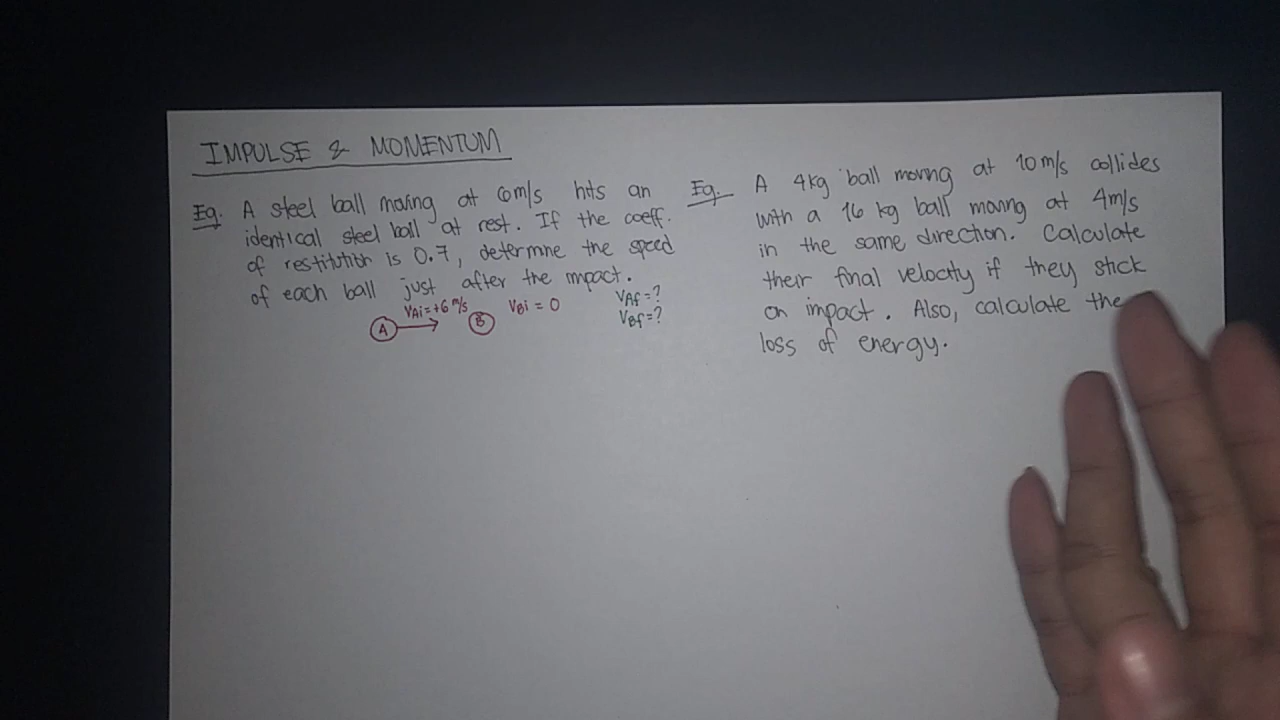 IMPULSE & MOMENTUM
Eg. A steel ball moving at 6m/s hits an
identical steel ball at rest. If the coeff.
of restitution is 0.7, determine the speed
of each ball just after the impact.
VAi=+6 m/s
A B VBi = 0
VAf=?
VBf=?
Eg. A 4kg ball moving at 10m/s collides
with a 16 kg ball moving at 4m/s
in the same direction. Calculate
their final velocity if they stick
on impact. Also, calculate the
loss of energy.